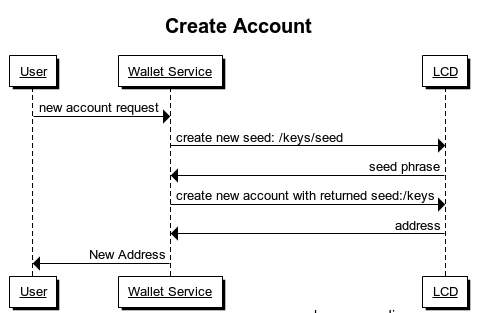 Create Account
User Wallet Service LCD
new account request
create new seed: /keys/seed
seed phrase
create new account with returned seed:/keys
address
New Address
User Wallet Service LCD